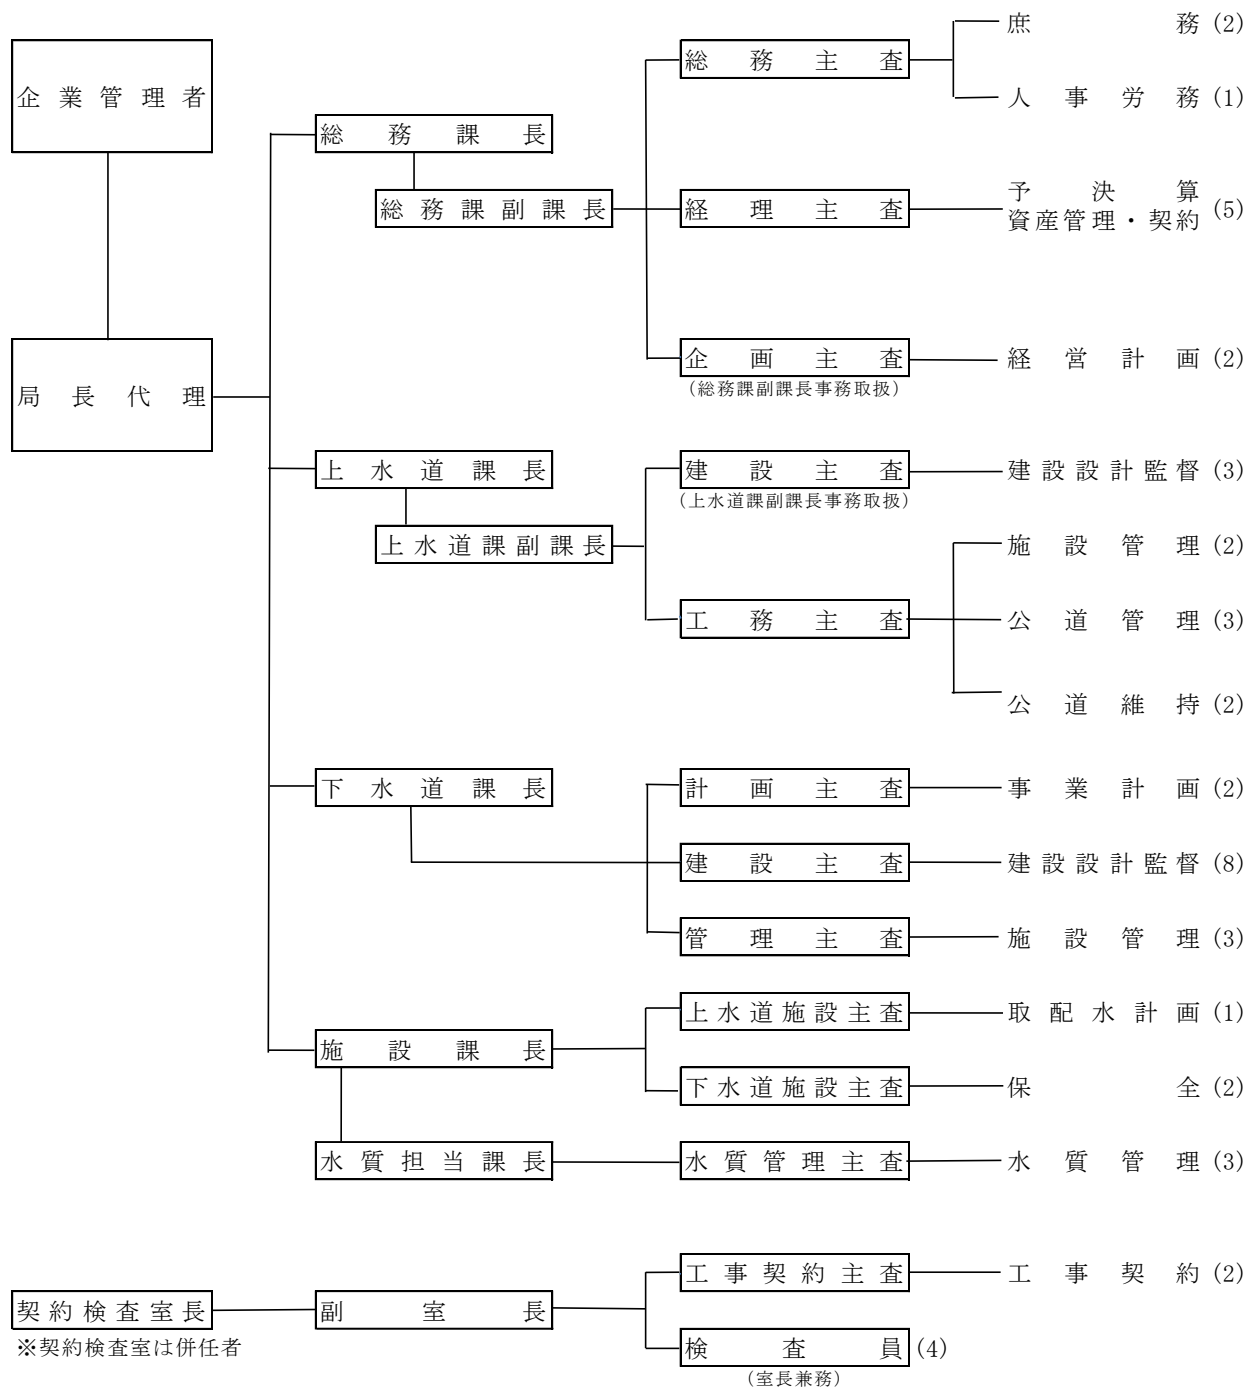 企業管理者
局長代理
総務課長
総務課副課長
総務主査
庶務(2)
人事労務(1)
経理主査
予決算
資産管理・契約(5)
企画主査
(総務課副課長事務取扱)
経営計画(2)
上水道課長
上水道課副課長
建設主査
(上水道課副課長事務取扱)
建設設計監督(3)
工務主査
施設管理(2)
公道管理(3)
公道維持(2)
下水道課長
計画主査
事業計画(2)
建設主査
建設設計監督(8)
管理主査
施設管理(3)
施設課長
上水道施設主査
取配水計画(1)
下水道施設主査
保全(2)
水質担当課長
水質管理主査
水質管理(3)
契約検査室長
※契約検査室は併任者
副室長
工事契約主査
工事契約(2)
検査員(4)
(室長兼務)